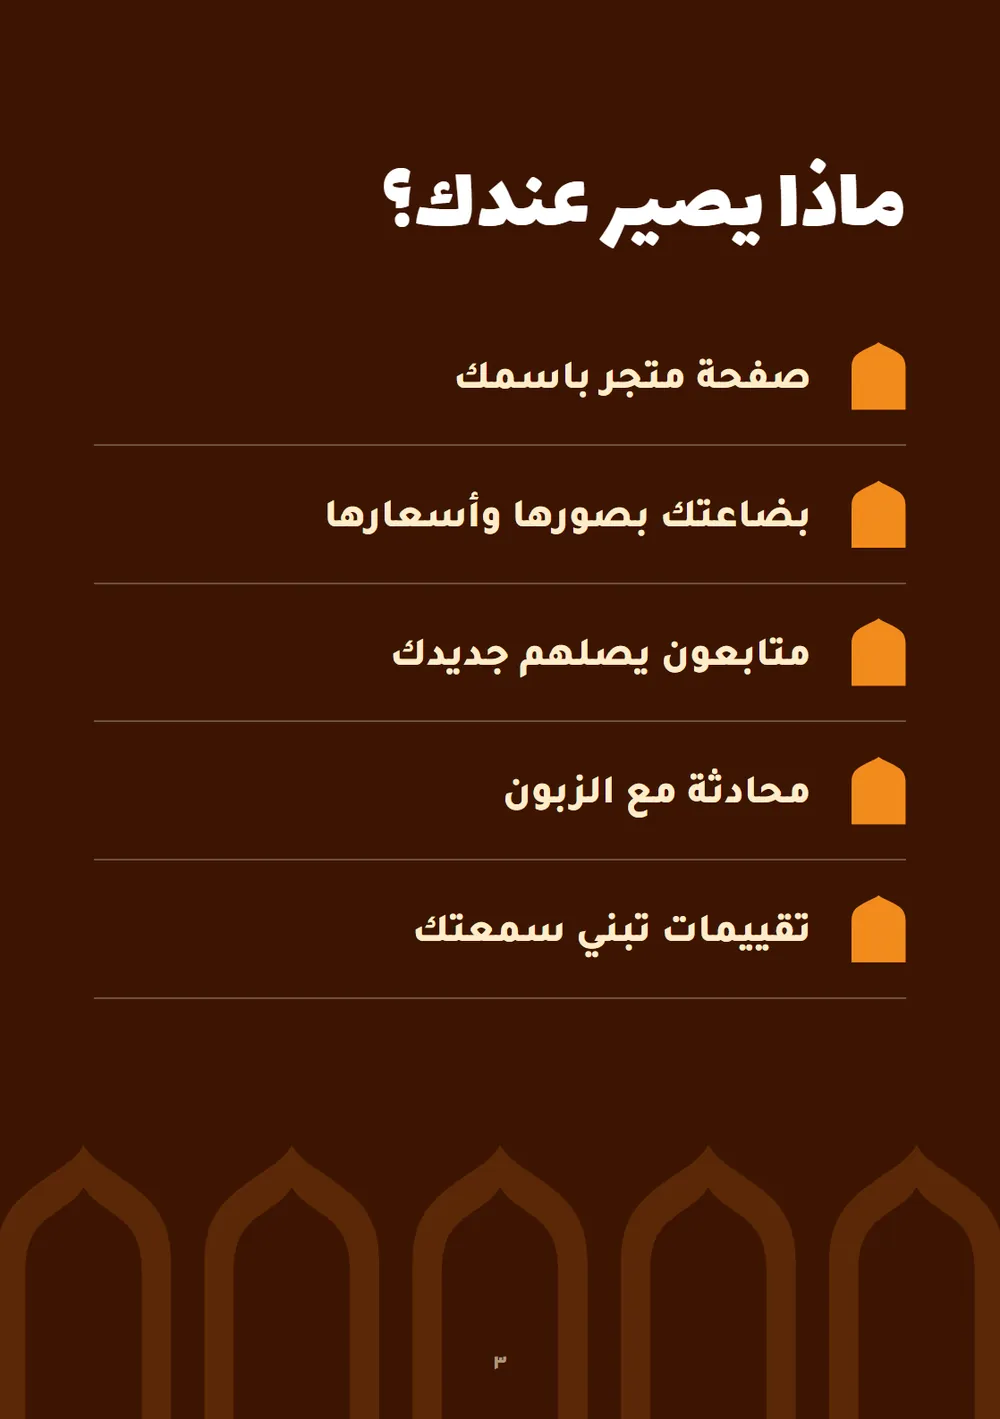 ماذا يصير عندك؟
صفحة متجر باسمك
بضاعتك بصورها وأسعارها
متابعون يصلهم جديدك
محادثة مع الزبون
تقييمات تبني سمعتك
٣